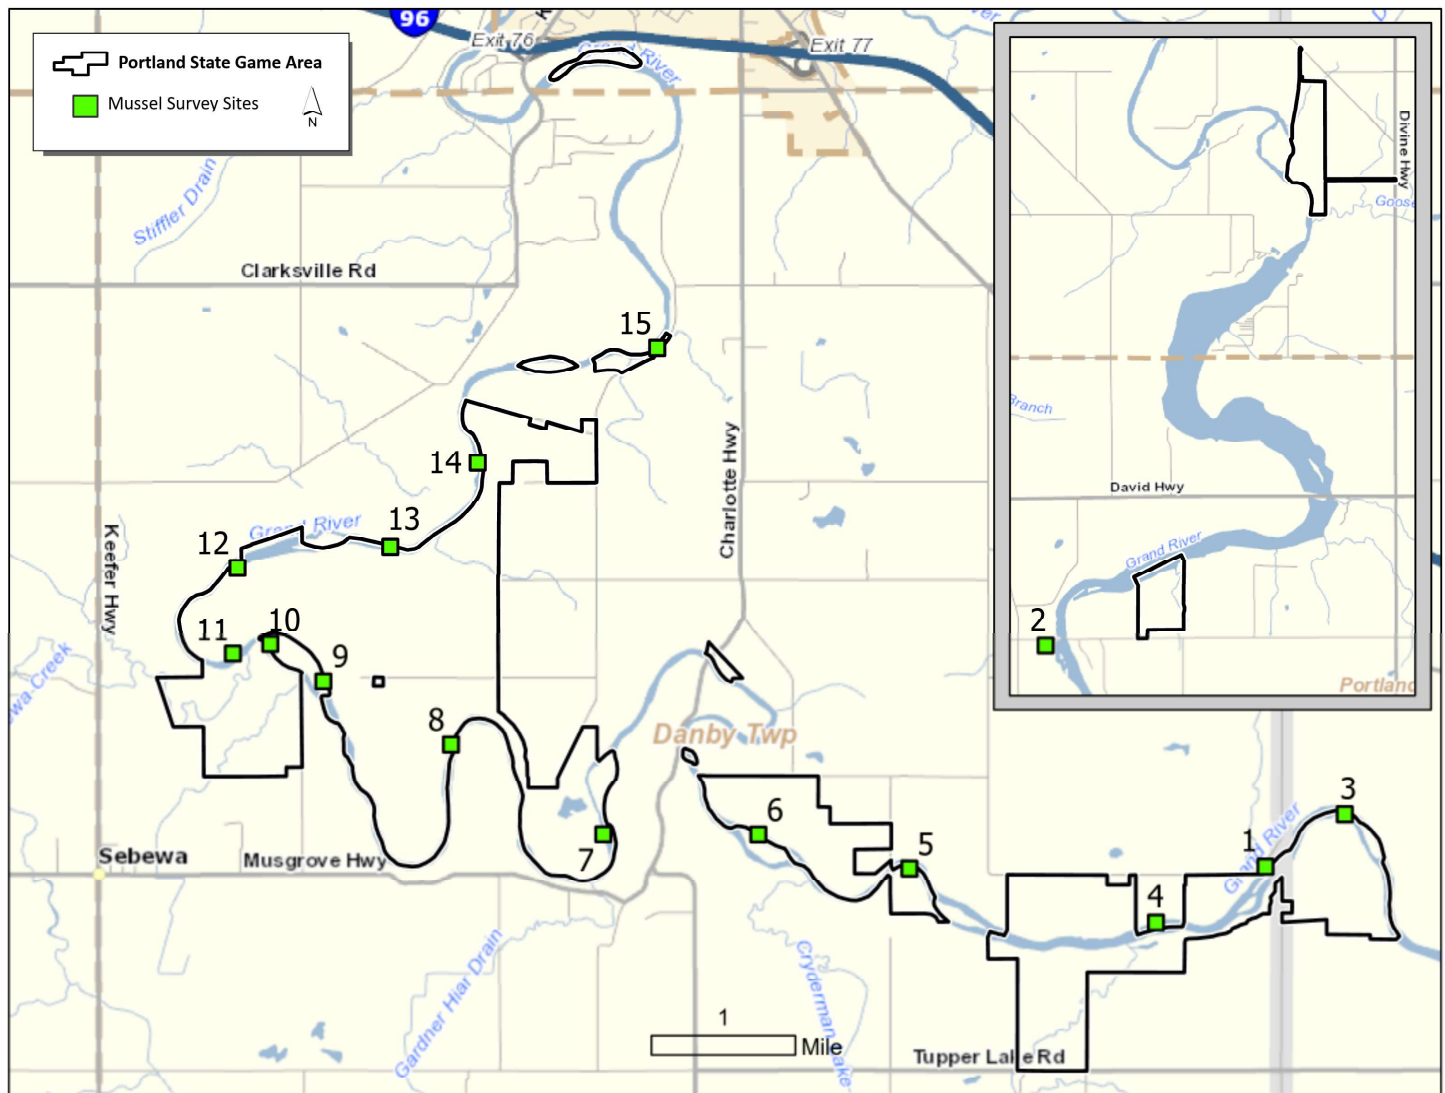 96
Exit 76
Exit 77
Grand River
Portland State Game Area
Mussel Survey Sites
N
Stiffler Drain
Clarksville Rd
Divine Hwy
Goose
Branch
David Hwy
Grand River
2
Portland
15
14
Charlotte Hwy
Keefer Hwy
Grand River
13
12
11
10
9
8
7
Danby Twp
6
5
4
1
3
Grand River
wa Creek
Sebewa
Musgrove Hwy
Gardner Hiar Drain
Cryderman Lake
1
Mile
Tupper Lake Rd